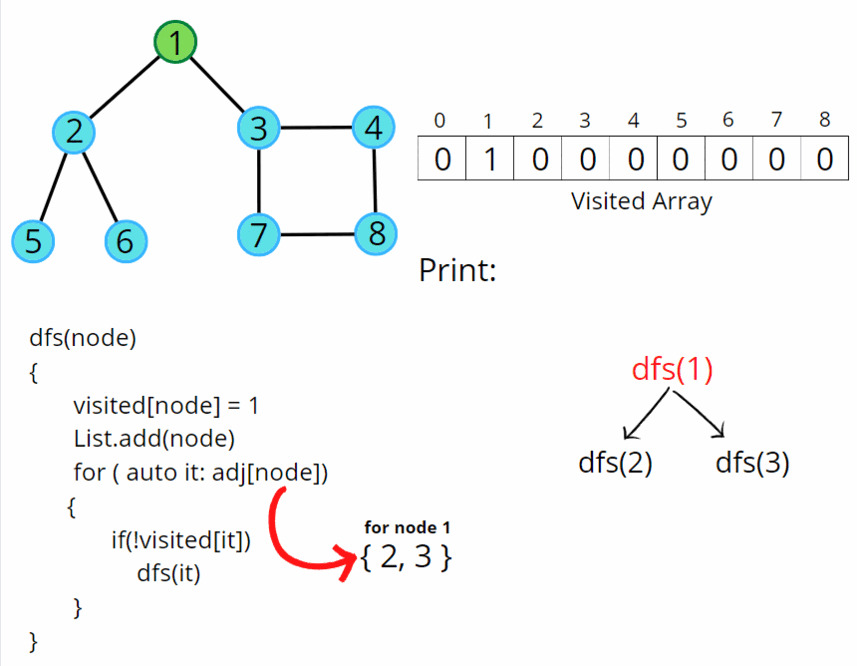 1
2
3 4
5 6
7 8
0 1 2 3 4 5 6 7 8
0 1 0 0 0 0 0 0 0
Visited Array
Print:
dfs(node)
{
visited[node] = 1
List.add(node)
for ( auto it: adj[node])
{
if(!visited[it])
dfs(it)
}
}
for node 1
{ 2, 3 }
dfs(1)
dfs(2) dfs(3)